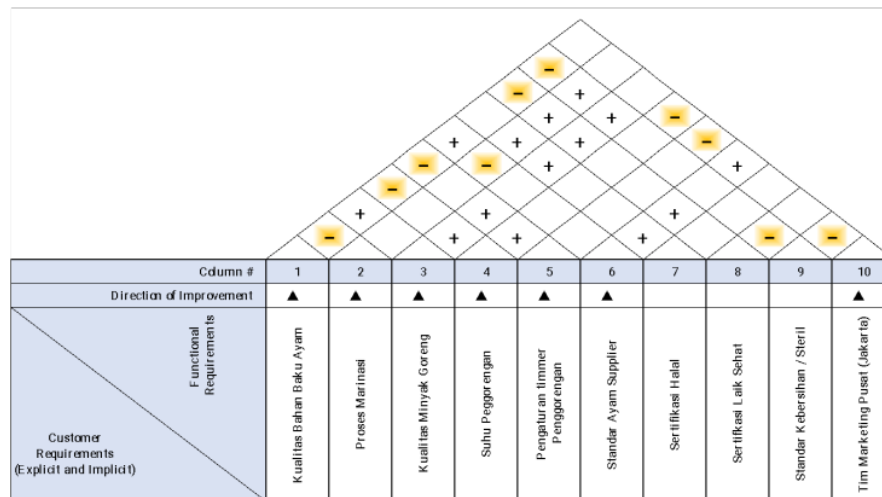 −
−
+
−
+
+
−
+
+
+
−
−
−
+
+
−
+
−
+
+
+
−
+
+
+
−
−
Column #
1
2
3
4
5
6
7
8
9
10
Direction of Improvement
▲
▲
▲
▲
▲
▲
▲
Functional
Requirements
Customer
Requirements
(Explicit and Implicit)
Kualitas Bahan Baku Ayam
Proses Marinasi
Kualitas Minyak Goreng
Suhu Peggorengan
Pengaturan timmer
Penggorengan
Standar Ayam Supplier
Sertifikasi Halal
Sertifkasi Laik Sehat
Standar Kebersihan / Steril
Tim Marketing Pusat (Jakarta)